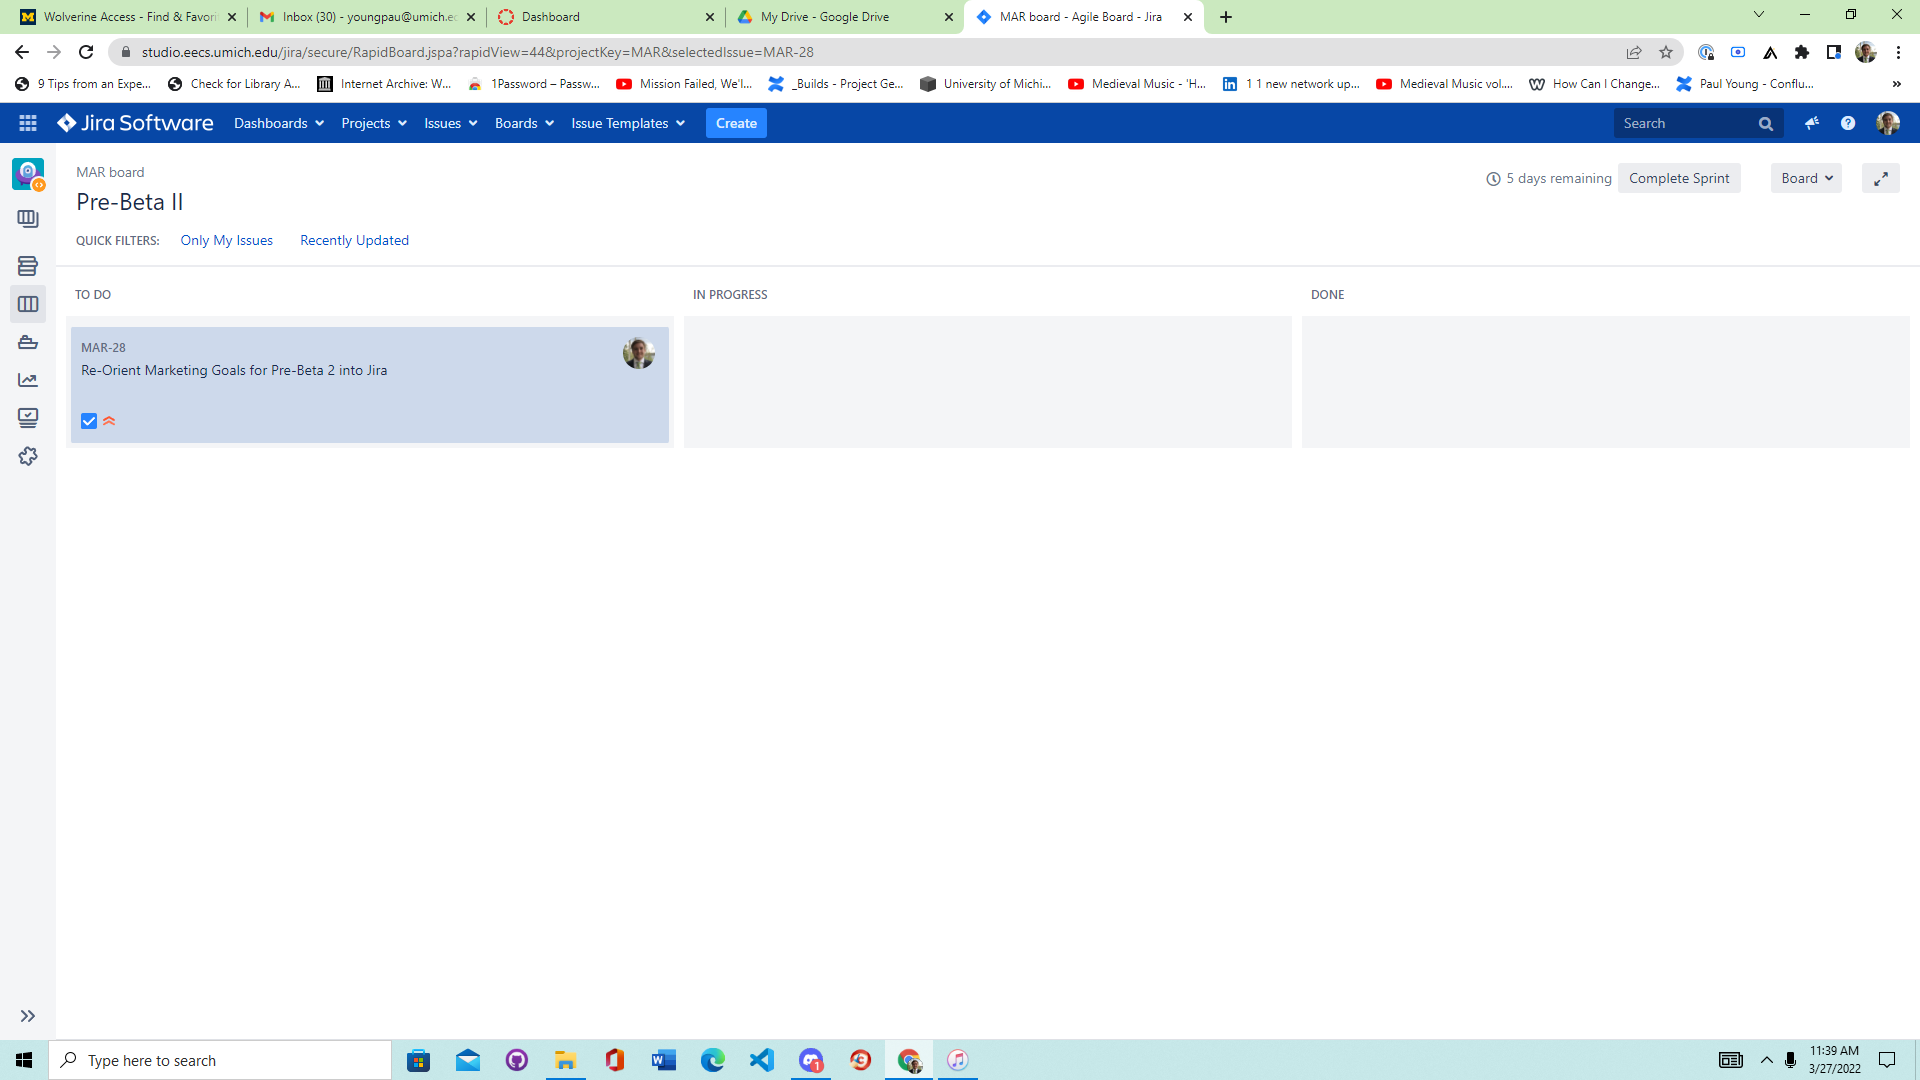 Wolverine Access - Find & Favori
Inbox (30) - youngpau@umich.ec
Dashboard
My Drive - Google Drive
MAR board - Agile Board - Jira
studio.eecs.umich.edu/jira/secure/RapidBoard.jspa?rapidView=44&projectKey=MAR&selectedIssue=MAR-28
9 Tips from an Expe...
Check for Library A...
Internet Archive: W...
1Password – Passw...
Mission Failed, We'l...
_Builds - Project Ge...
University of Michi...
Medieval Music - 'H...
1 1 new network up...
Medieval Music vol....
How Can I Change...
Paul Young - Conflu...
Jira Software
Dashboards
Projects
Issues
Boards
Issue Templates
Create
Search
MAR board
5 days remaining
Complete Sprint
Board
Pre-Beta II
QUICK FILTERS:
Only My Issues
Recently Updated
TO DO
IN PROGRESS
DONE
MAR-28
Re-Orient Marketing Goals for Pre-Beta 2 into Jira
Type here to search
1
11:39 AM
3/27/2022